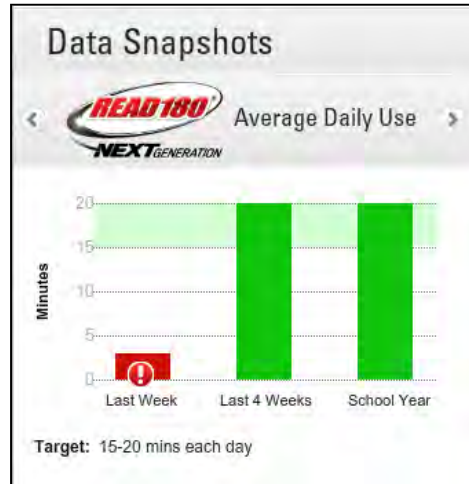 Data Snapshots
READ180®
NEXT GENERATION
Average Daily Use
20
15
10
5
0
Minutes
Last Week
Last 4 Weeks
School Year
Target: 15-20 mins each day